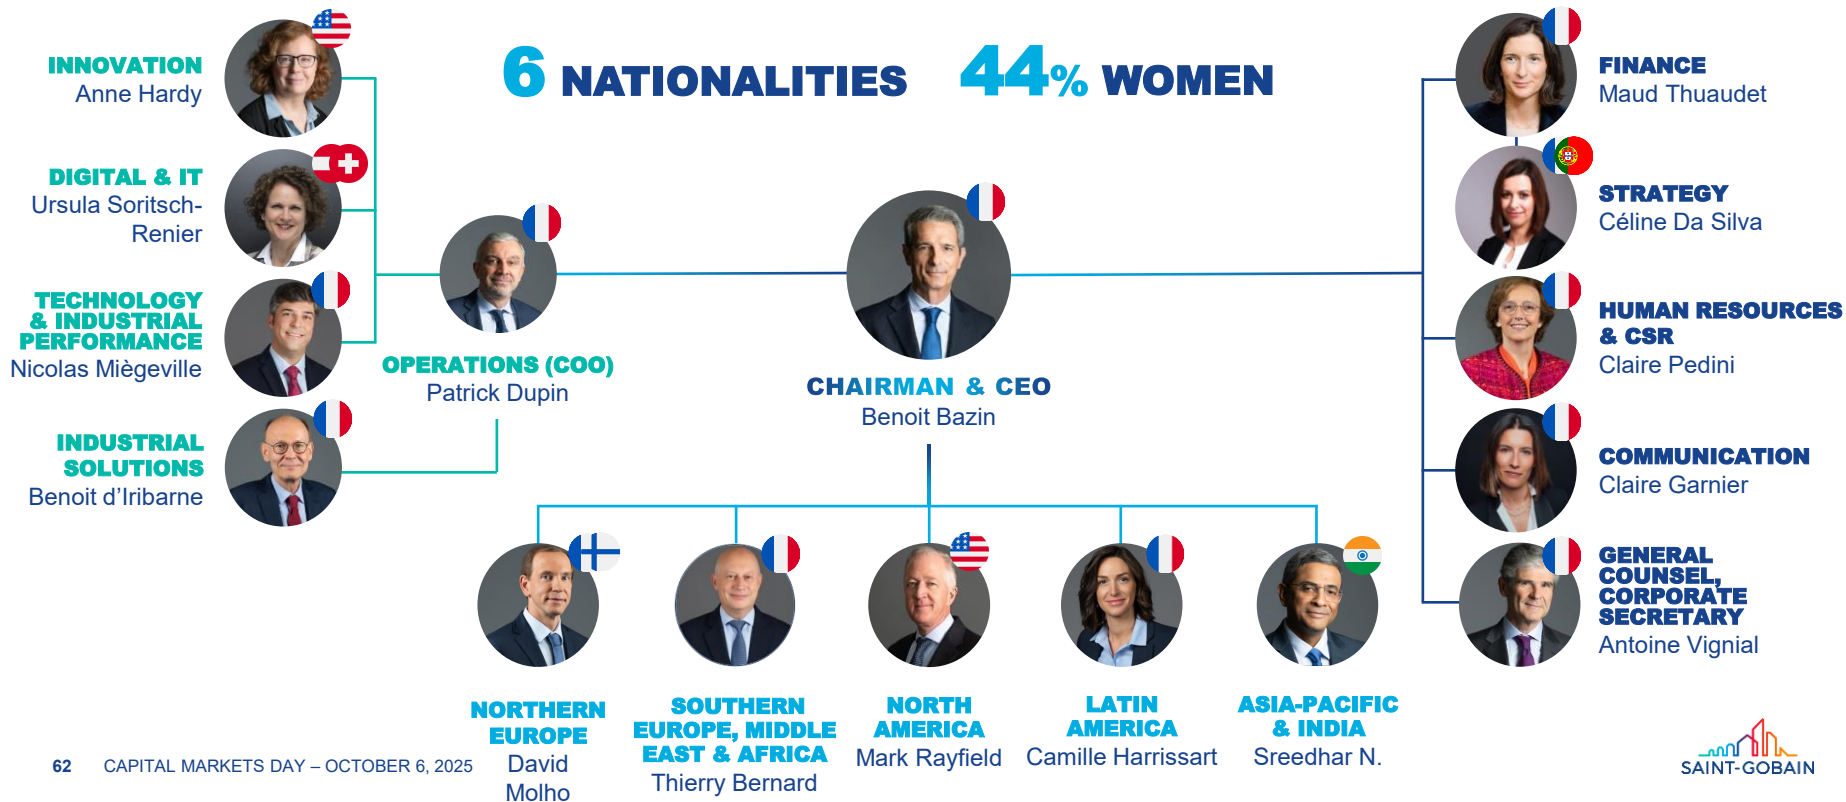 6 NATIONALITIES 44% WOMEN
INNOVATION
Anne Hardy
DIGITAL & IT
Ursula Soritsch-
Renier
TECHNOLOGY
& INDUSTRIAL
PERFORMANCE
Nicolas Miègeville
INDUSTRIAL
SOLUTIONS
Benoit d’Iribarne
OPERATIONS (COO)
Patrick Dupin
CHAIRMAN & CEO
Benoit Bazin
FINANCE
Maud Thuaudet
STRATEGY
Céline Da Silva
HUMAN RESOURCES
& CSR
Claire Pedini
COMMUNICATION
Claire Garnier
GENERAL
COUNSEL,
CORPORATE
SECRETARY
Antoine Vignial
NORTHERN
EUROPE
David
Molho
SOUTHERN
EUROPE, MIDDLE
EAST & AFRICA
Thierry Bernard
NORTH
AMERICA
Mark Rayfield
LATIN
AMERICA
Camille Harrissart
ASIA-PACIFIC
& INDIA
Sreedhar N.
62 CAPITAL MARKETS DAY – OCTOBER 6, 2025
SAINT-GOBAIN